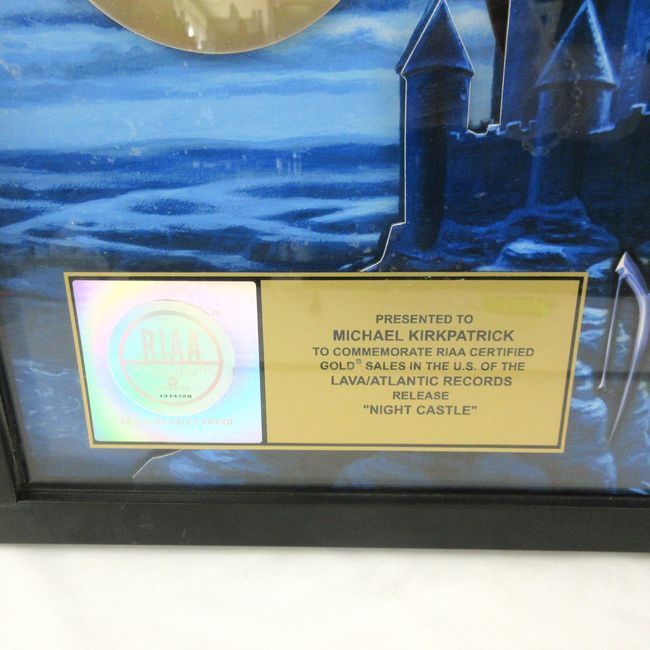 RIAA
1314729
CERTIFIED SALES AWARD
PRESENTED TO
MICHAEL KIRKPATRICK
TO COMMEMORATE RIAA CERTIFIED
GOLD® SALES IN THE U.S. OF THE
LAVA/ATLANTIC RECORDS
RELEASE
"NIGHT CASTLE"